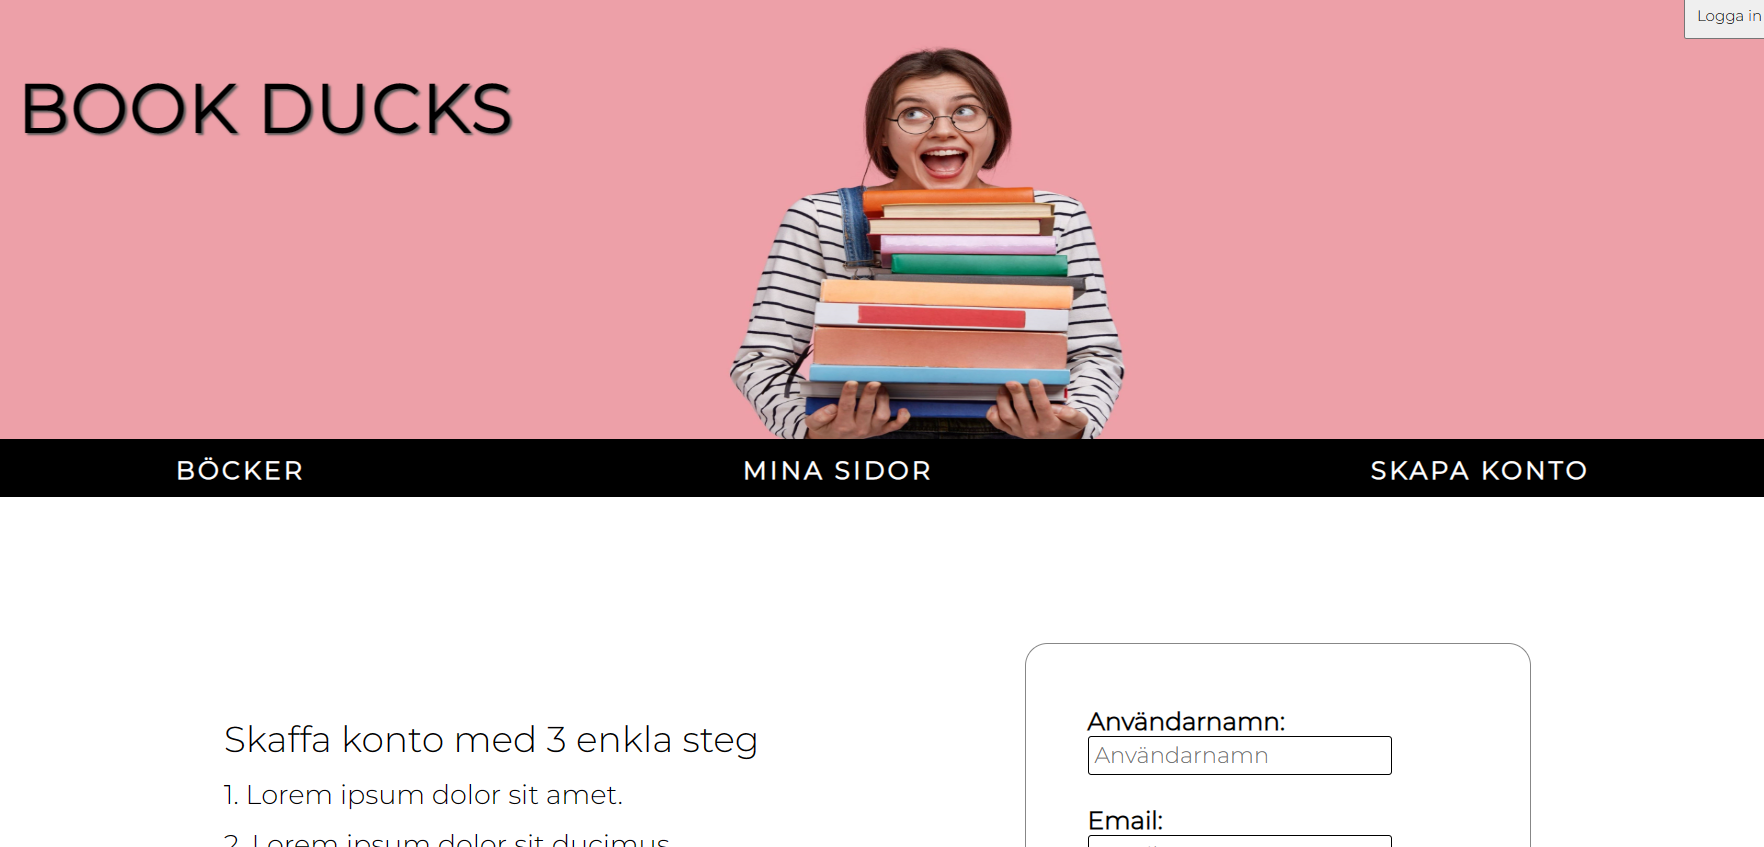 Logga in
BOOK DUCKS
BÖCKER
MINA SIDOR
SKAPA KONTO
Skaffa konto med 3 enkla steg
1. Lorem ipsum dolor sit amet.
2. Lorem ipsum dolor sit ducimus
Användarnamn:
Användarnamn
Email: